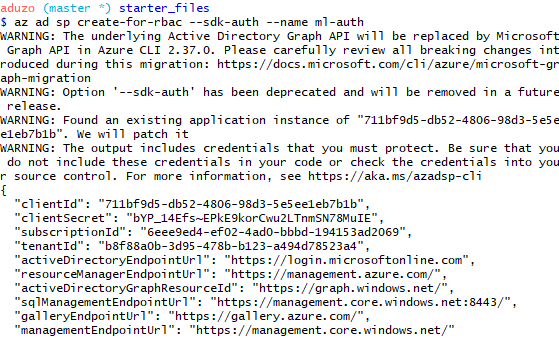 aduzo (master *) starter_files
$ az ad sp create-for-rbac --sdk-auth --name ml-auth
WARNING: The underlying Active Directory Graph API will be replaced by Microsoft
 Graph API in Azure CLI 2.37.0. Please carefully review all breaking changes int
roduced during this migration: https://docs.microsoft.com/cli/azure/microsoft-gr
aph-migration
WARNING: Option '--sdk-auth' has been deprecated and will be removed in a future
 release.
WARNING: Found an existing application instance of "711bf9d5-db52-4806-98d3-5e5e
e1eb7b1b". We will patch it
WARNING: The output includes credentials that you must protect. Be sure that you
 do not include these credentials in your code or check the credentials into you
r source control. For more information, see https://aka.ms/azadsp-cli
{
  "clientId": "711bf9d5-db52-4806-98d3-5e5ee1eb7b1b",
  "clientSecret": "bYP_14Efs~EPkE9korCwu2LTnmSN78MuIE",
  "subscriptionId": "6eee9ed4-ef02-4ad0-bbbd-194153ad2069",
  "tenantId": "b8f88a0b-3d95-478b-b123-a494d78523a4",
  "activeDirectoryEndpointUrl": "https://login.microsoftonline.com",
  "resourceManagerEndpointUrl": "https://management.azure.com/",
  "activeDirectoryGraphResourceId": "https://graph.windows.net/",
  "sqlManagementEndpointUrl": "https://management.core.windows.net:8443/",
  "galleryEndpointUrl": "https://gallery.azure.com/",
  "managementEndpointUrl": "https://management.core.windows.net/"